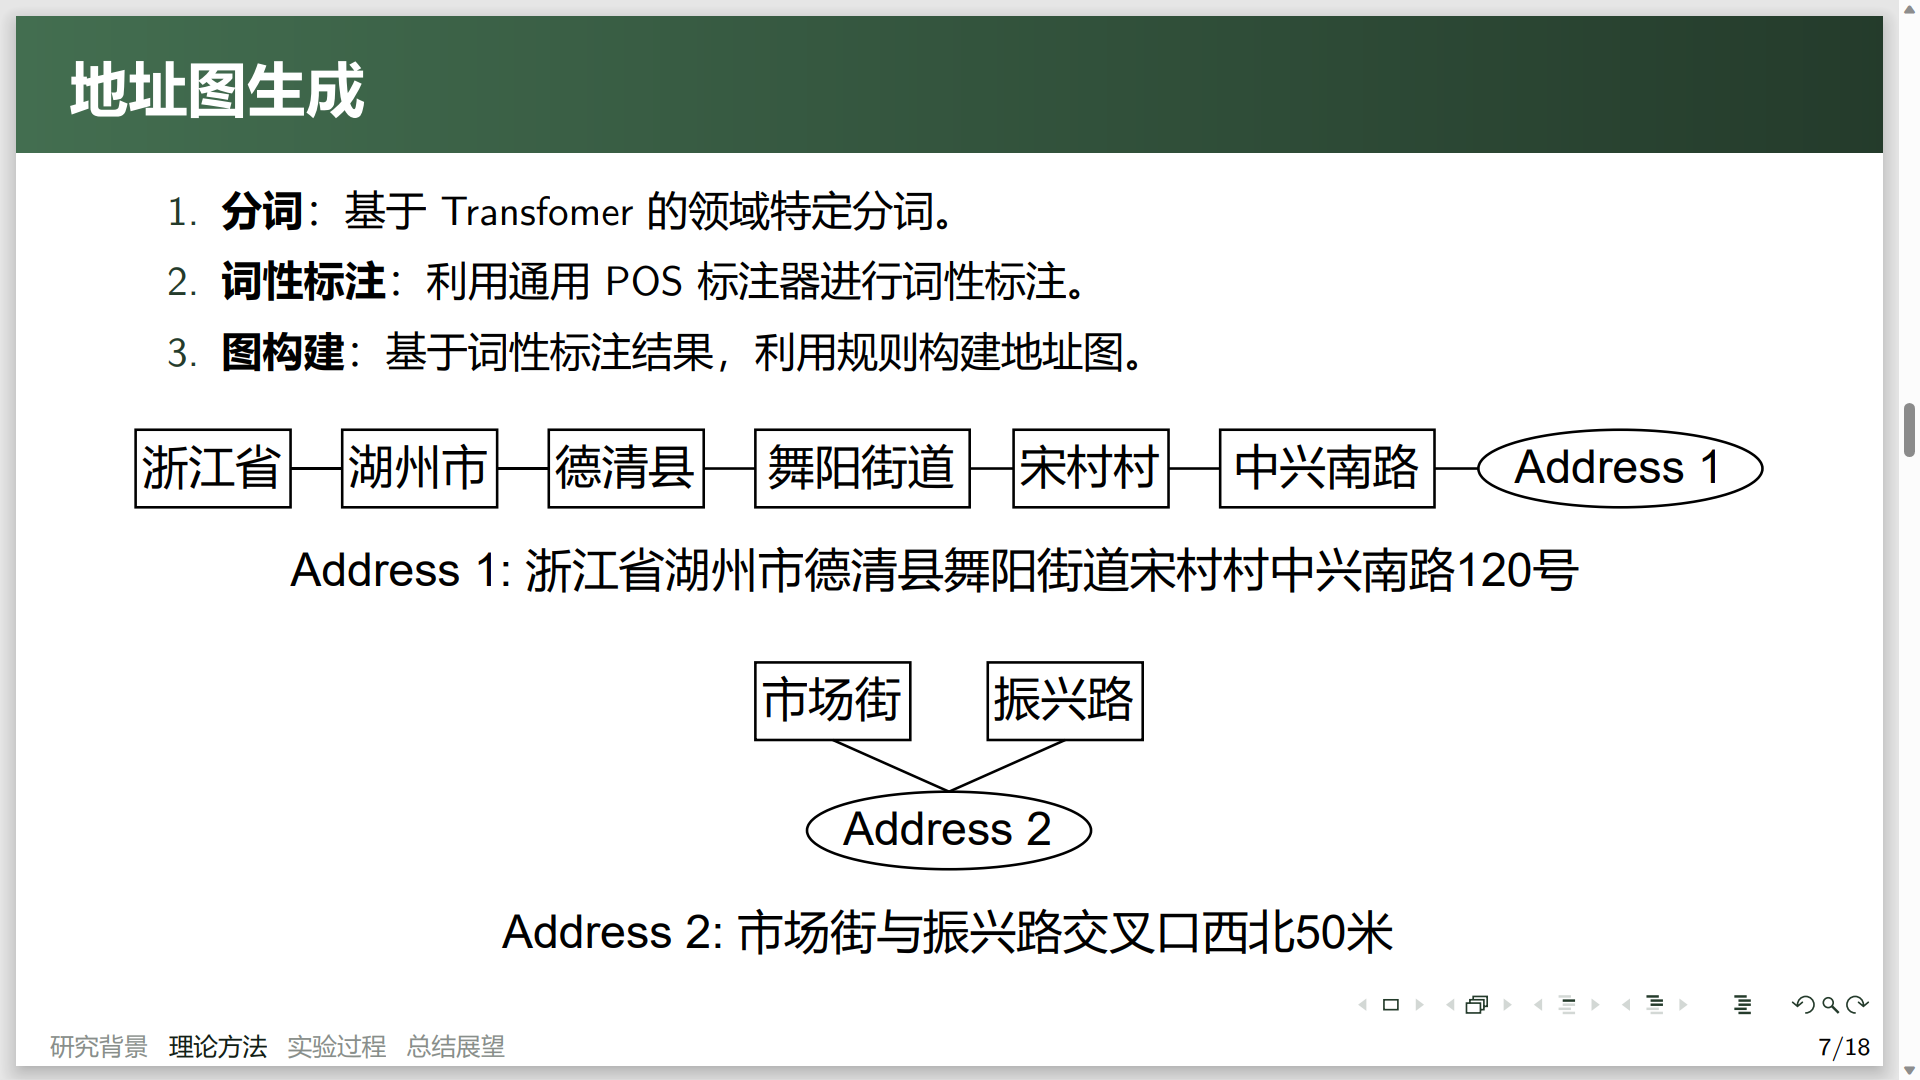 地址图生成
1. 分词：基于 Transfomer 的领域特定分词。
2. 词性标注：利用通用 POS 标注器进行词性标注。
3. 图构建：基于词性标注结果，利用规则构建地址图。
浙江省 湖州市 德清县 舞阳街道 宋村村 中兴南路 Address 1
Address 1: 浙江省湖州市德清县舞阳街道宋村村中兴南路120号
市场街 振兴路
Address 2
Address 2: 市场街与振兴路交叉口西北50米
研究背景 理论方法 实验过程 总结展望 7/18